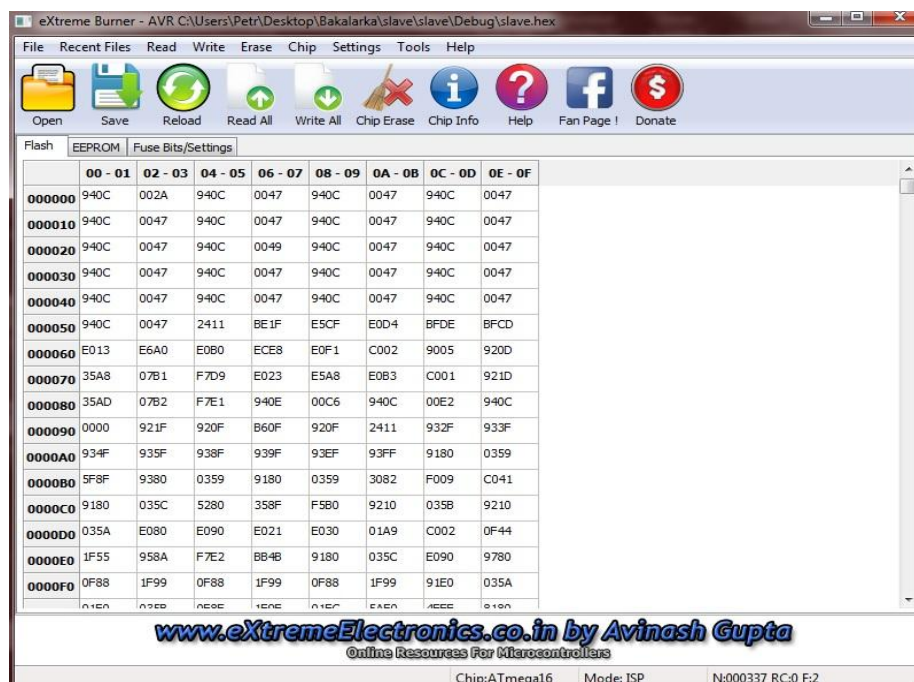 eXtreme Burner - AVR C:\Users\Petr\Desktop\Bakalarka\slave\slave\Debug\slave.hex
File Recent Files Read Write Erase Chip Settings Tools Help
Open Save Reload Read All Write All Chip Erase Chip Info Help Fan Page ! Donate
Flash EEPROM Fuse Bits/Settings
00 - 01 02 - 03 04 - 05 06 - 07 08 - 09 0A - 0B 0C - 0D 0E - 0F
000000 940C 002A 940C 0047 940C 0047 940C 0047
000010 940C 0047 940C 0047 940C 0047 940C 0047
000020 940C 0047 940C 0049 940C 0047 940C 0047
000030 940C 0047 940C 0047 940C 0047 940C 0047
000040 940C 0047 940C 0047 940C 0047 940C 0047
000050 940C 0047 2411 BE1F E5CF E0D4 BFDE BFCD
000060 E013 E6A0 E0B0 ECE8 E0F1 C002 9005 920D
000070 35A8 07B1 F7D9 E023 E5A8 E0B3 C001 921D
000080 35AD 07B2 F7E1 940E 00C6 940C 00E2 940C
000090 0000 921F 920F B60F 920F 2411 932F 933F
0000A0 934F 935F 938F 939F 93EF 93FF 9180 0359
0000B0 5F8F 9380 0359 9180 0359 3082 F009 C041
0000C0 9180 035C 5280 358F F5B0 9210 035B 9210
0000D0 035A E080 E090 E021 E030 01A9 C002 0F44
0000E0 1F55 958A F7E2 BB4B 9180 035C E090 9780
0000F0 0F88 1F99 0F88 1F99 0F88 1F99 91E0 035A
www.eXtremeElectronics.co.in by Avinash Gupta
Online Resources For Microcontrollers
Chip:ATmega16 Mode: ISP N:000337 RC:0 F:2